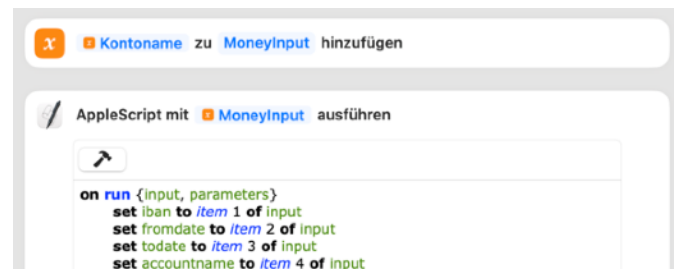 Kontoname zu MoneyInput hinzufügen
AppleScript mit MoneyInput ausführen
on run {input, parameters}
set iban to item 1 of input
set fromdate to item 2 of input
set todate to item 3 of input
set accountname to item 4 of input